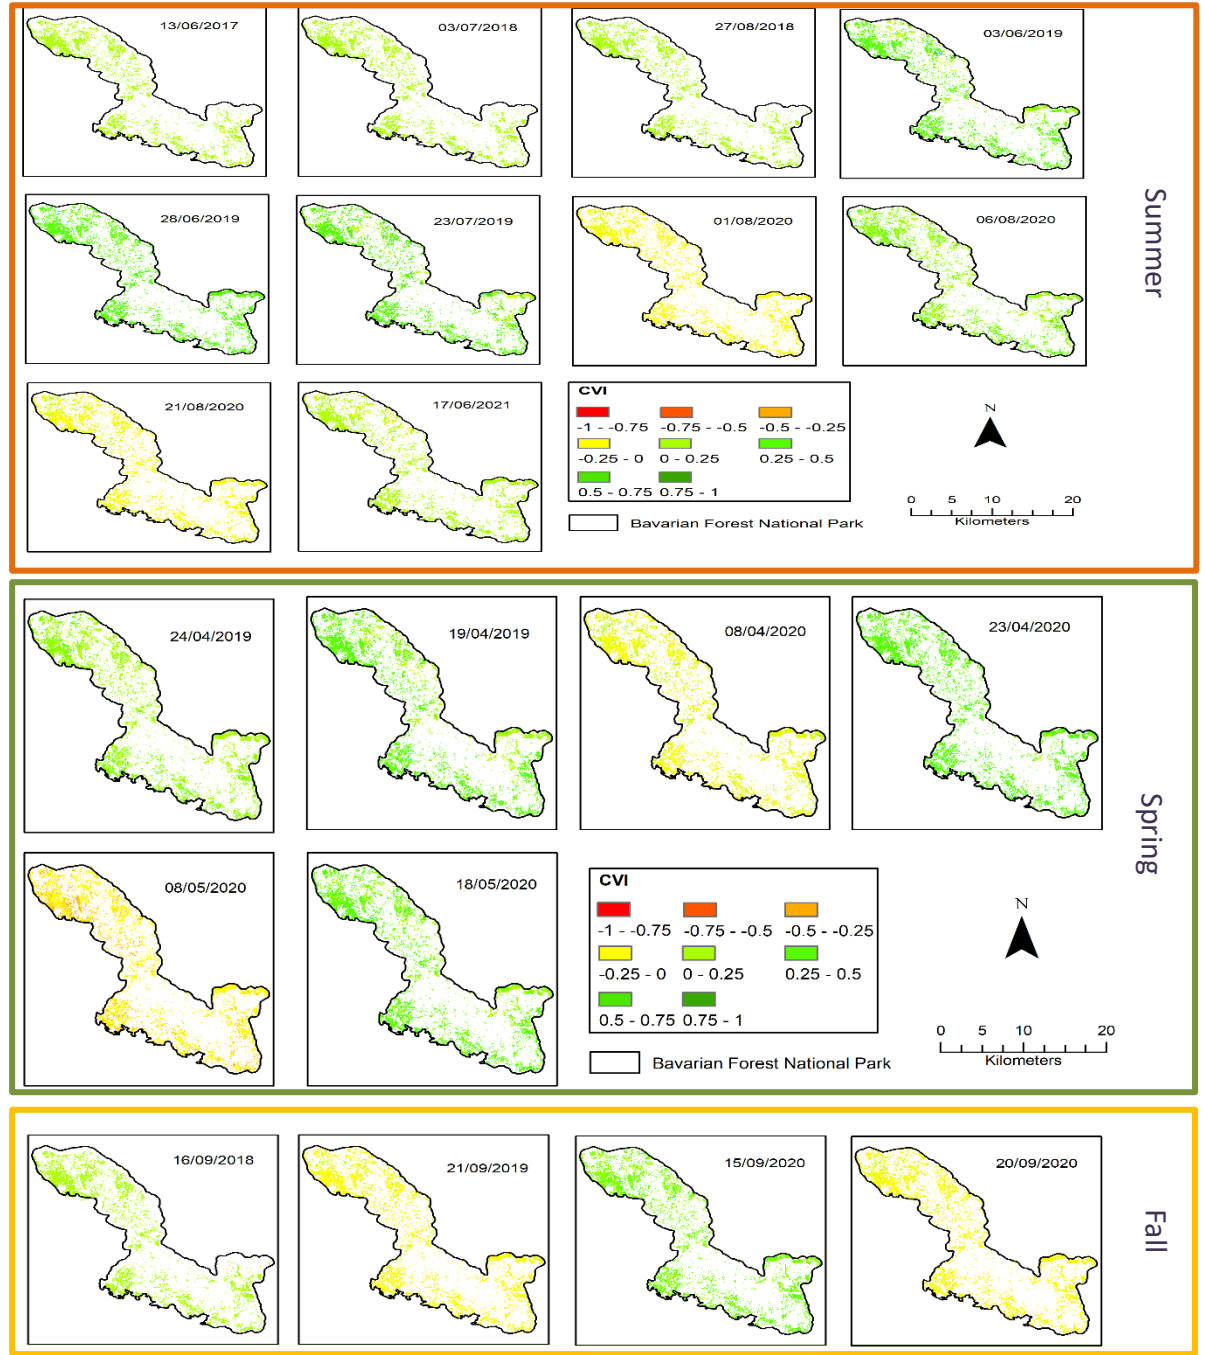 13/06/2017
03/07/2018
27/08/2018
03/06/2019
28/06/2019
23/07/2019
01/08/2020
06/08/2020
21/08/2020
17/06/2021
CVI
-1 - -0.75 -0.75 - -0.5 -0.5 - -0.25
-0.25 - 0 0 - 0.25 0.25 - 0.5
0.5 - 0.75 0.75 - 1
Bavarian Forest National Park
N
0 5 10 20
Kilometers
Summer
24/04/2019
19/04/2019
08/04/2020
23/04/2020
08/05/2020
18/05/2020
CVI
-1 - -0.75 -0.75 - -0.5 -0.5 - -0.25
-0.25 - 0 0 - 0.25 0.25 - 0.5
0.5 - 0.75 0.75 - 1
Bavarian Forest National Park
N
0 5 10 20
Kilometers
Spring
16/09/2018
21/09/2019
15/09/2020
20/09/2020
Fall